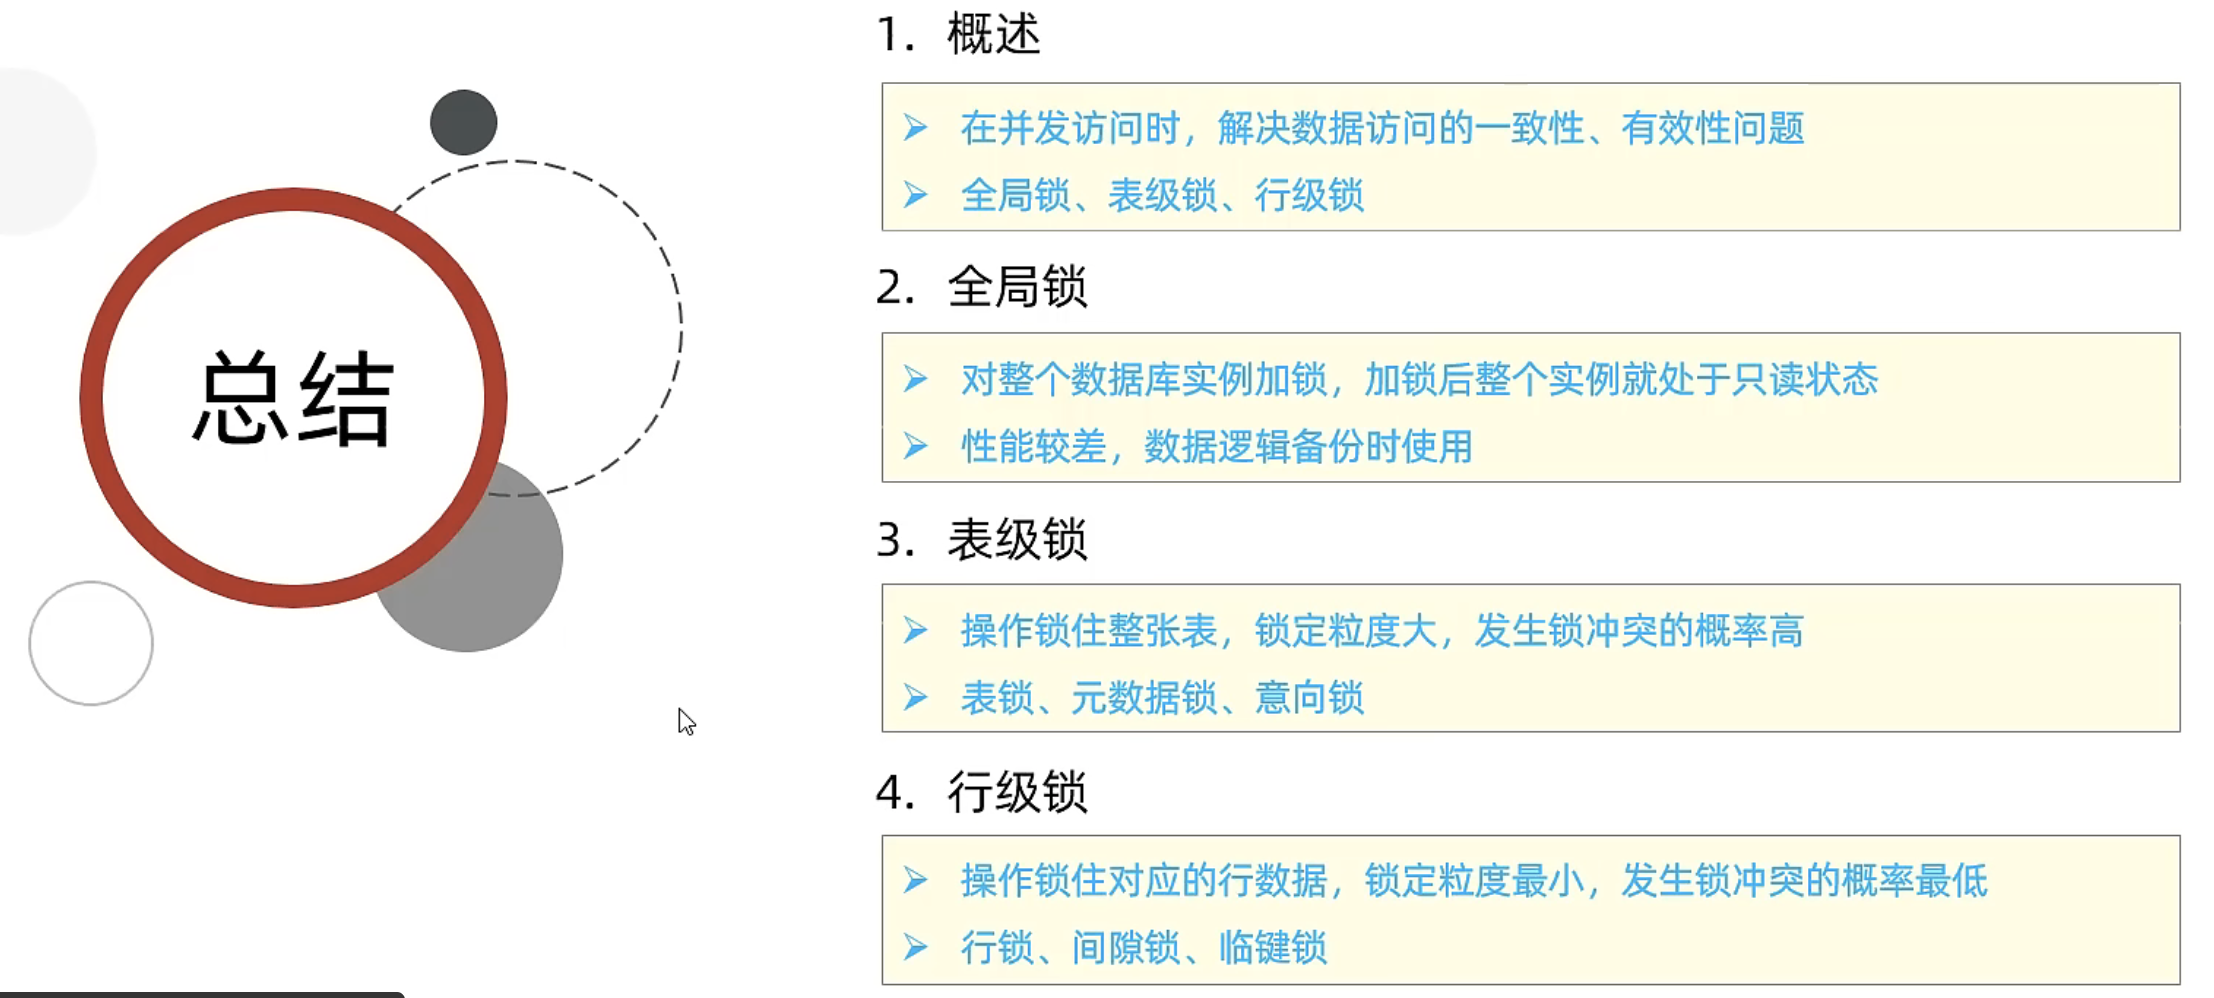 总结
1. 概述
在并发访问时，解决数据访问的一致性、有效性问题
全局锁、表级锁、行级锁
2. 全局锁
对整个数据库实例加锁，加锁后整个实例就处于只读状态
性能较差，数据逻辑备份时使用
3. 表级锁
操作锁住整张表，锁定粒度大，发生锁冲突的概率高
表锁、元数据锁、意向锁
4. 行级锁
操作锁住对应的行数据，锁定粒度最小，发生锁冲突的概率最低
行锁、间隙锁、临键锁